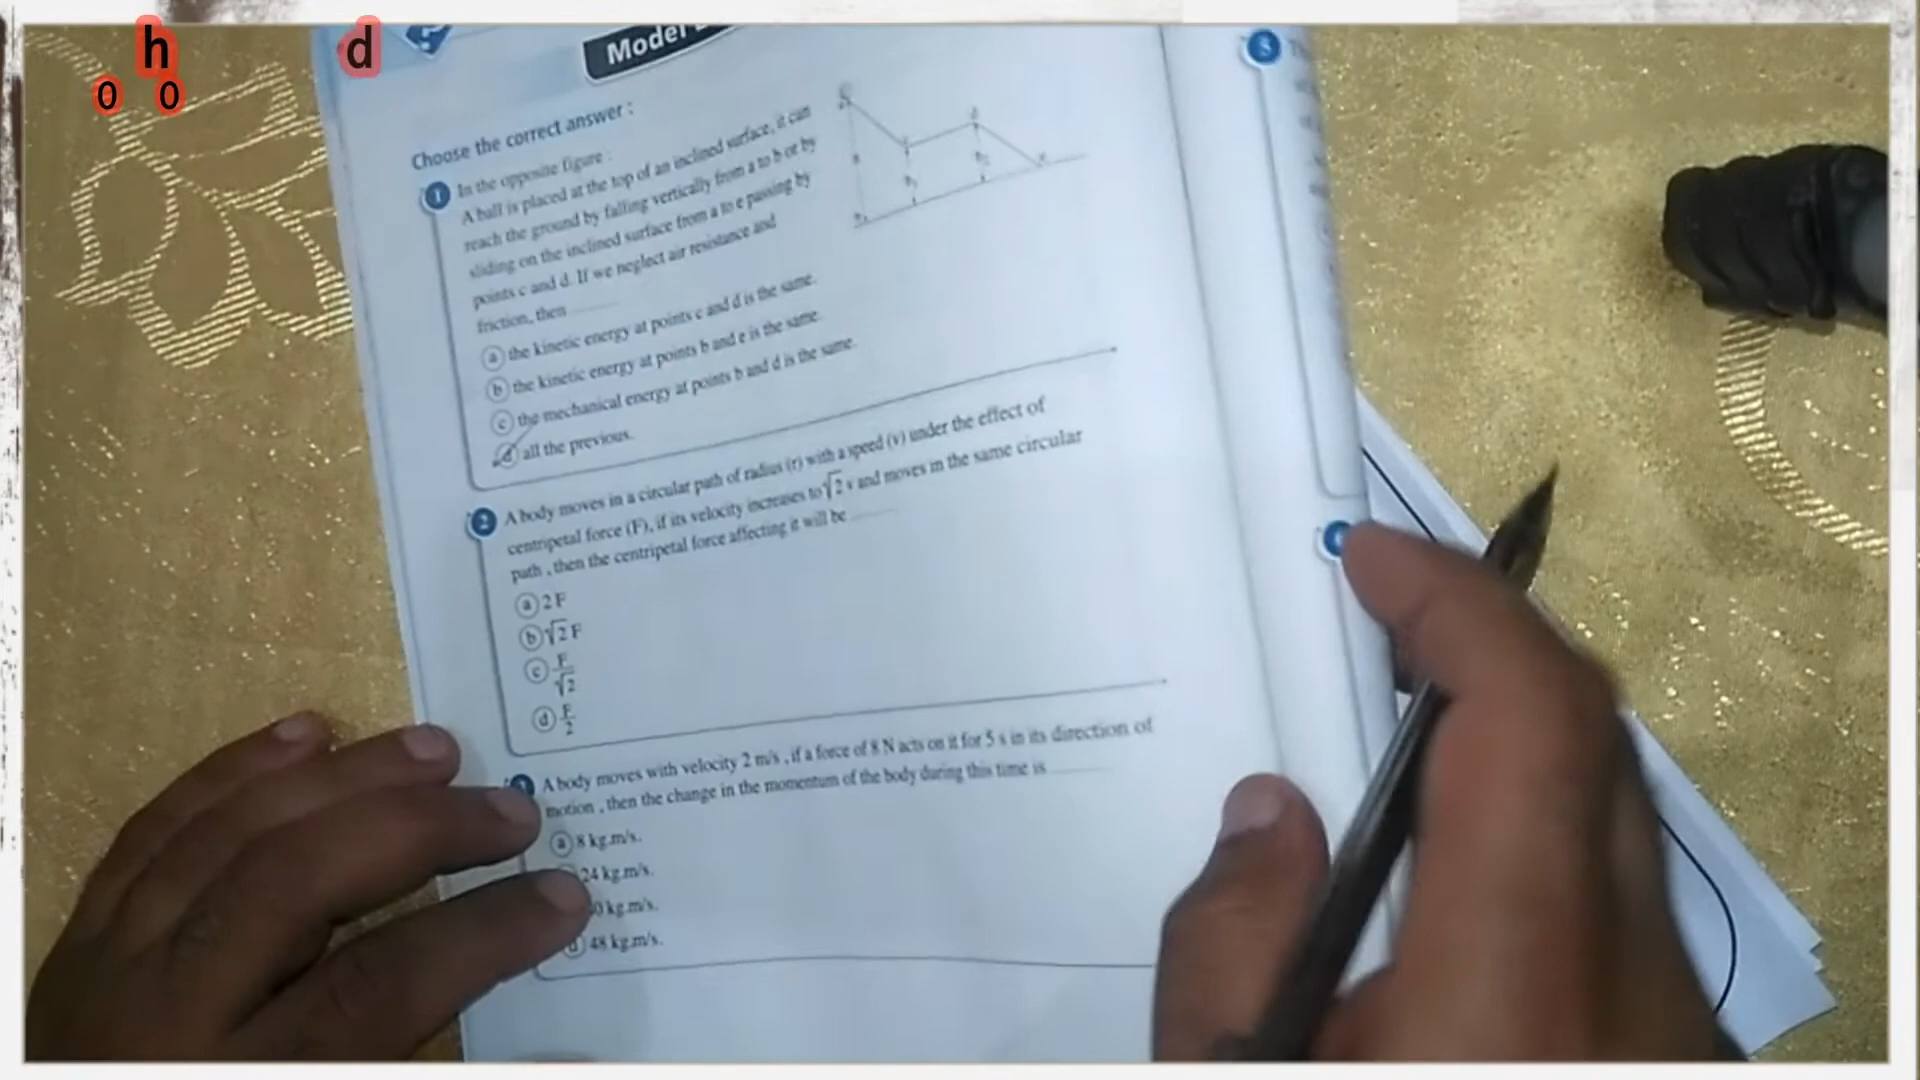 h d
o o
Model
Choose the correct answer :
1 In the opposite figure :
A ball is placed at the top of an inclined surface, it can
reach the ground by falling vertically from a to b or by
sliding on the inclined surface from a to e passing by
points c and d. If we neglect air resistance and
friction, then ........
a the kinetic energy at points c and d is the same.
b the kinetic energy at points b and e is the same.
c the mechanical energy at points b and d is the same.
d all the previous.
2 A body moves in a circular path of radius (r) with a speed (v) under the effect of
centripetal force (F), if its velocity increases to √2 v and moves in the same circular
path , then the centripetal force affecting it will be ........
a 2 F
b √2 F
c F/√2
d F/2
A body moves with velocity 2 m/s , if a force of 8 N acts on it for 5 s in its direction of
motion , then the change in the momentum of the body during this time is ........
a 8 kg.m/s.
24 kg.m/s.
0 kg.m/s.
d 48 kg.m/s.
5